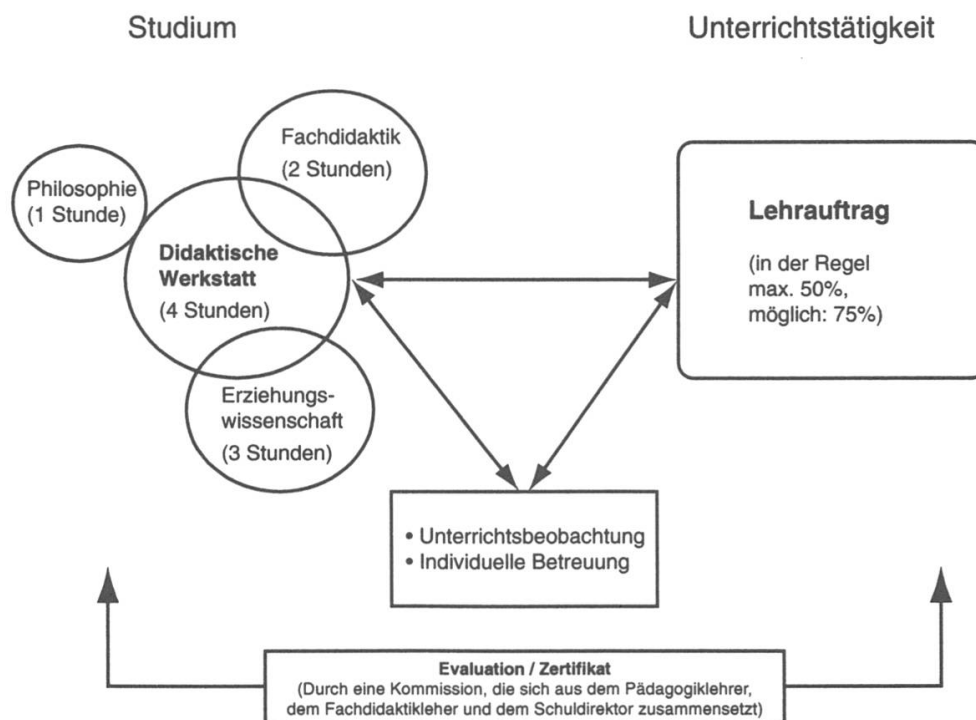 Studium
Unterrichtstätigkeit
Fachdidaktik
(2 Stunden)
Philosophie
(1 Stunde)
Didaktische
Werkstatt
(4 Stunden)
Erziehungs-
wissenschaft
(3 Stunden)
Lehrauftrag
(in der Regel
max. 50%,
möglich: 75%)
• Unterrichtsbeobachtung
• Individuelle Betreuung
Evaluation / Zertifikat
(Durch eine Kommission, die sich aus dem Pädagogiklehrer,
dem Fachdidaktikleher und dem Schuldirektor zusammensetzt)